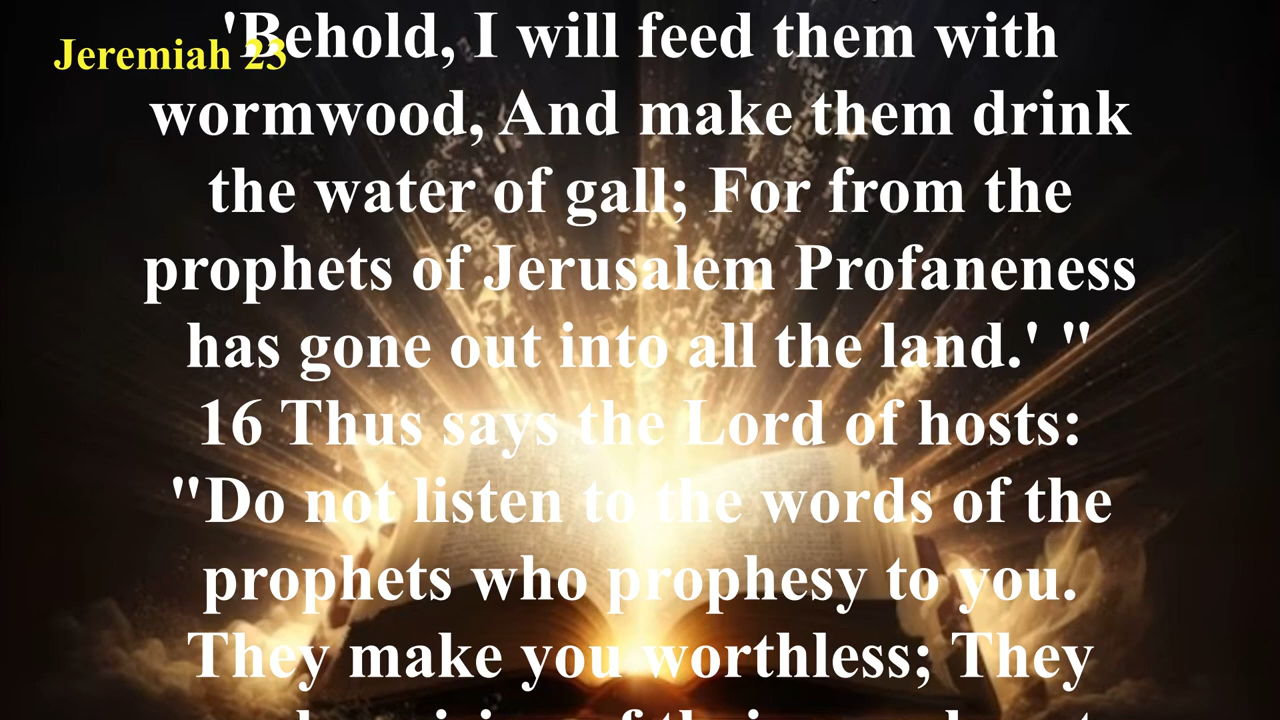 Jeremiah 23
'Behold, I will feed them with
wormwood, And make them drink
the water of gall; For from the
prophets of Jerusalem Profaneness
has gone out into all the land.' "
16 Thus says the Lord of hosts:
"Do not listen to the words of the
prophets who prophesy to you.
They make you worthless; They